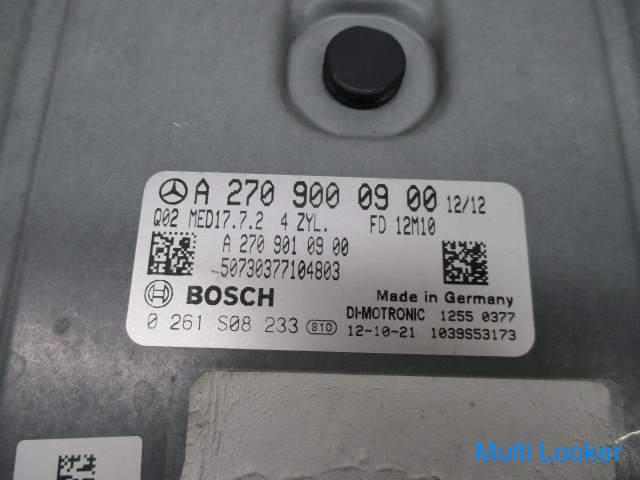 A 270 900 09 00 12/12
Q02 MED17.7.2 4 ZYL. FD 12M10
A 270 901 09 00
-50730377104803
BOSCH Made in Germany
DI-MOTRONIC 1255 0377
0 261 S08 233 810 12-10-21 1039S53173
Multi Looker